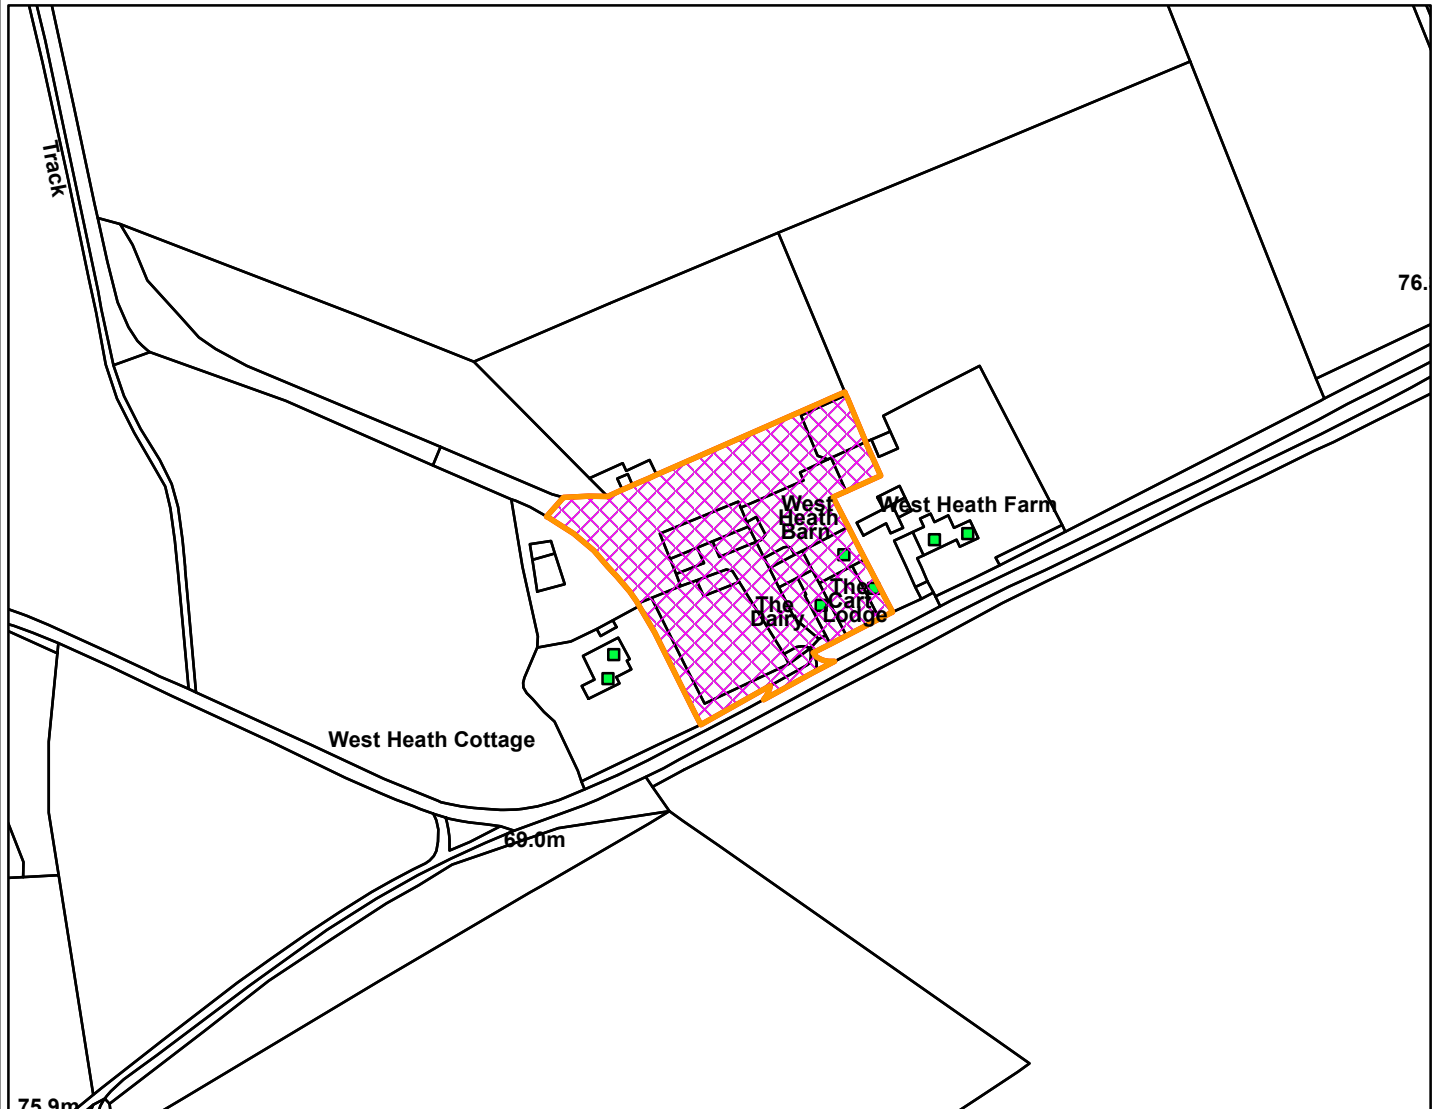 Track
76.
West
Heath
Barn
West Heath Farm
The
Cart
Lodge
The
Dairy
West Heath Cottage
69.0m
75.9m